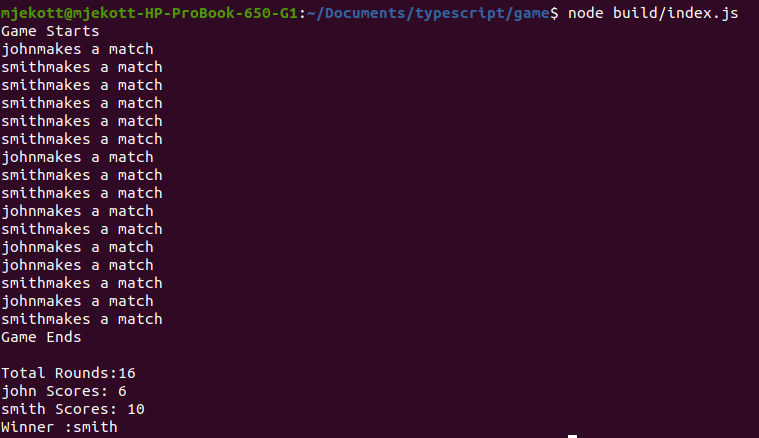 mjekott@mjekott-HP-ProBook-650-G1:~/Documents/typescript/game$ node build/index.js
Game Starts
johnmakes a match
smithmakes a match
smithmakes a match
smithmakes a match
smithmakes a match
smithmakes a match
johnmakes a match
smithmakes a match
smithmakes a match
johnmakes a match
smithmakes a match
johnmakes a match
johnmakes a match
smithmakes a match
johnmakes a match
smithmakes a match
Game Ends

Total Rounds:16
john Scores: 6
smith Scores: 10
Winner :smith